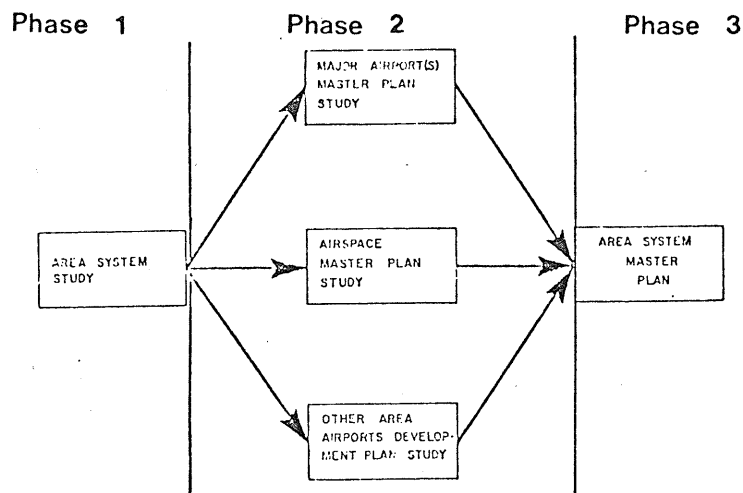 Phase 1
Phase 2
Phase 3
MAJOR AIRPORT(S)
MASTER PLAN
STUDY
AREA SYSTEM
STUDY
AIRSPACE
MASTER PLAN
STUDY
AREA SYSTEM
MASTER
PLAN
OTHER AREA
AIRPORTS DEVELOP-
MENT PLAN STUDY